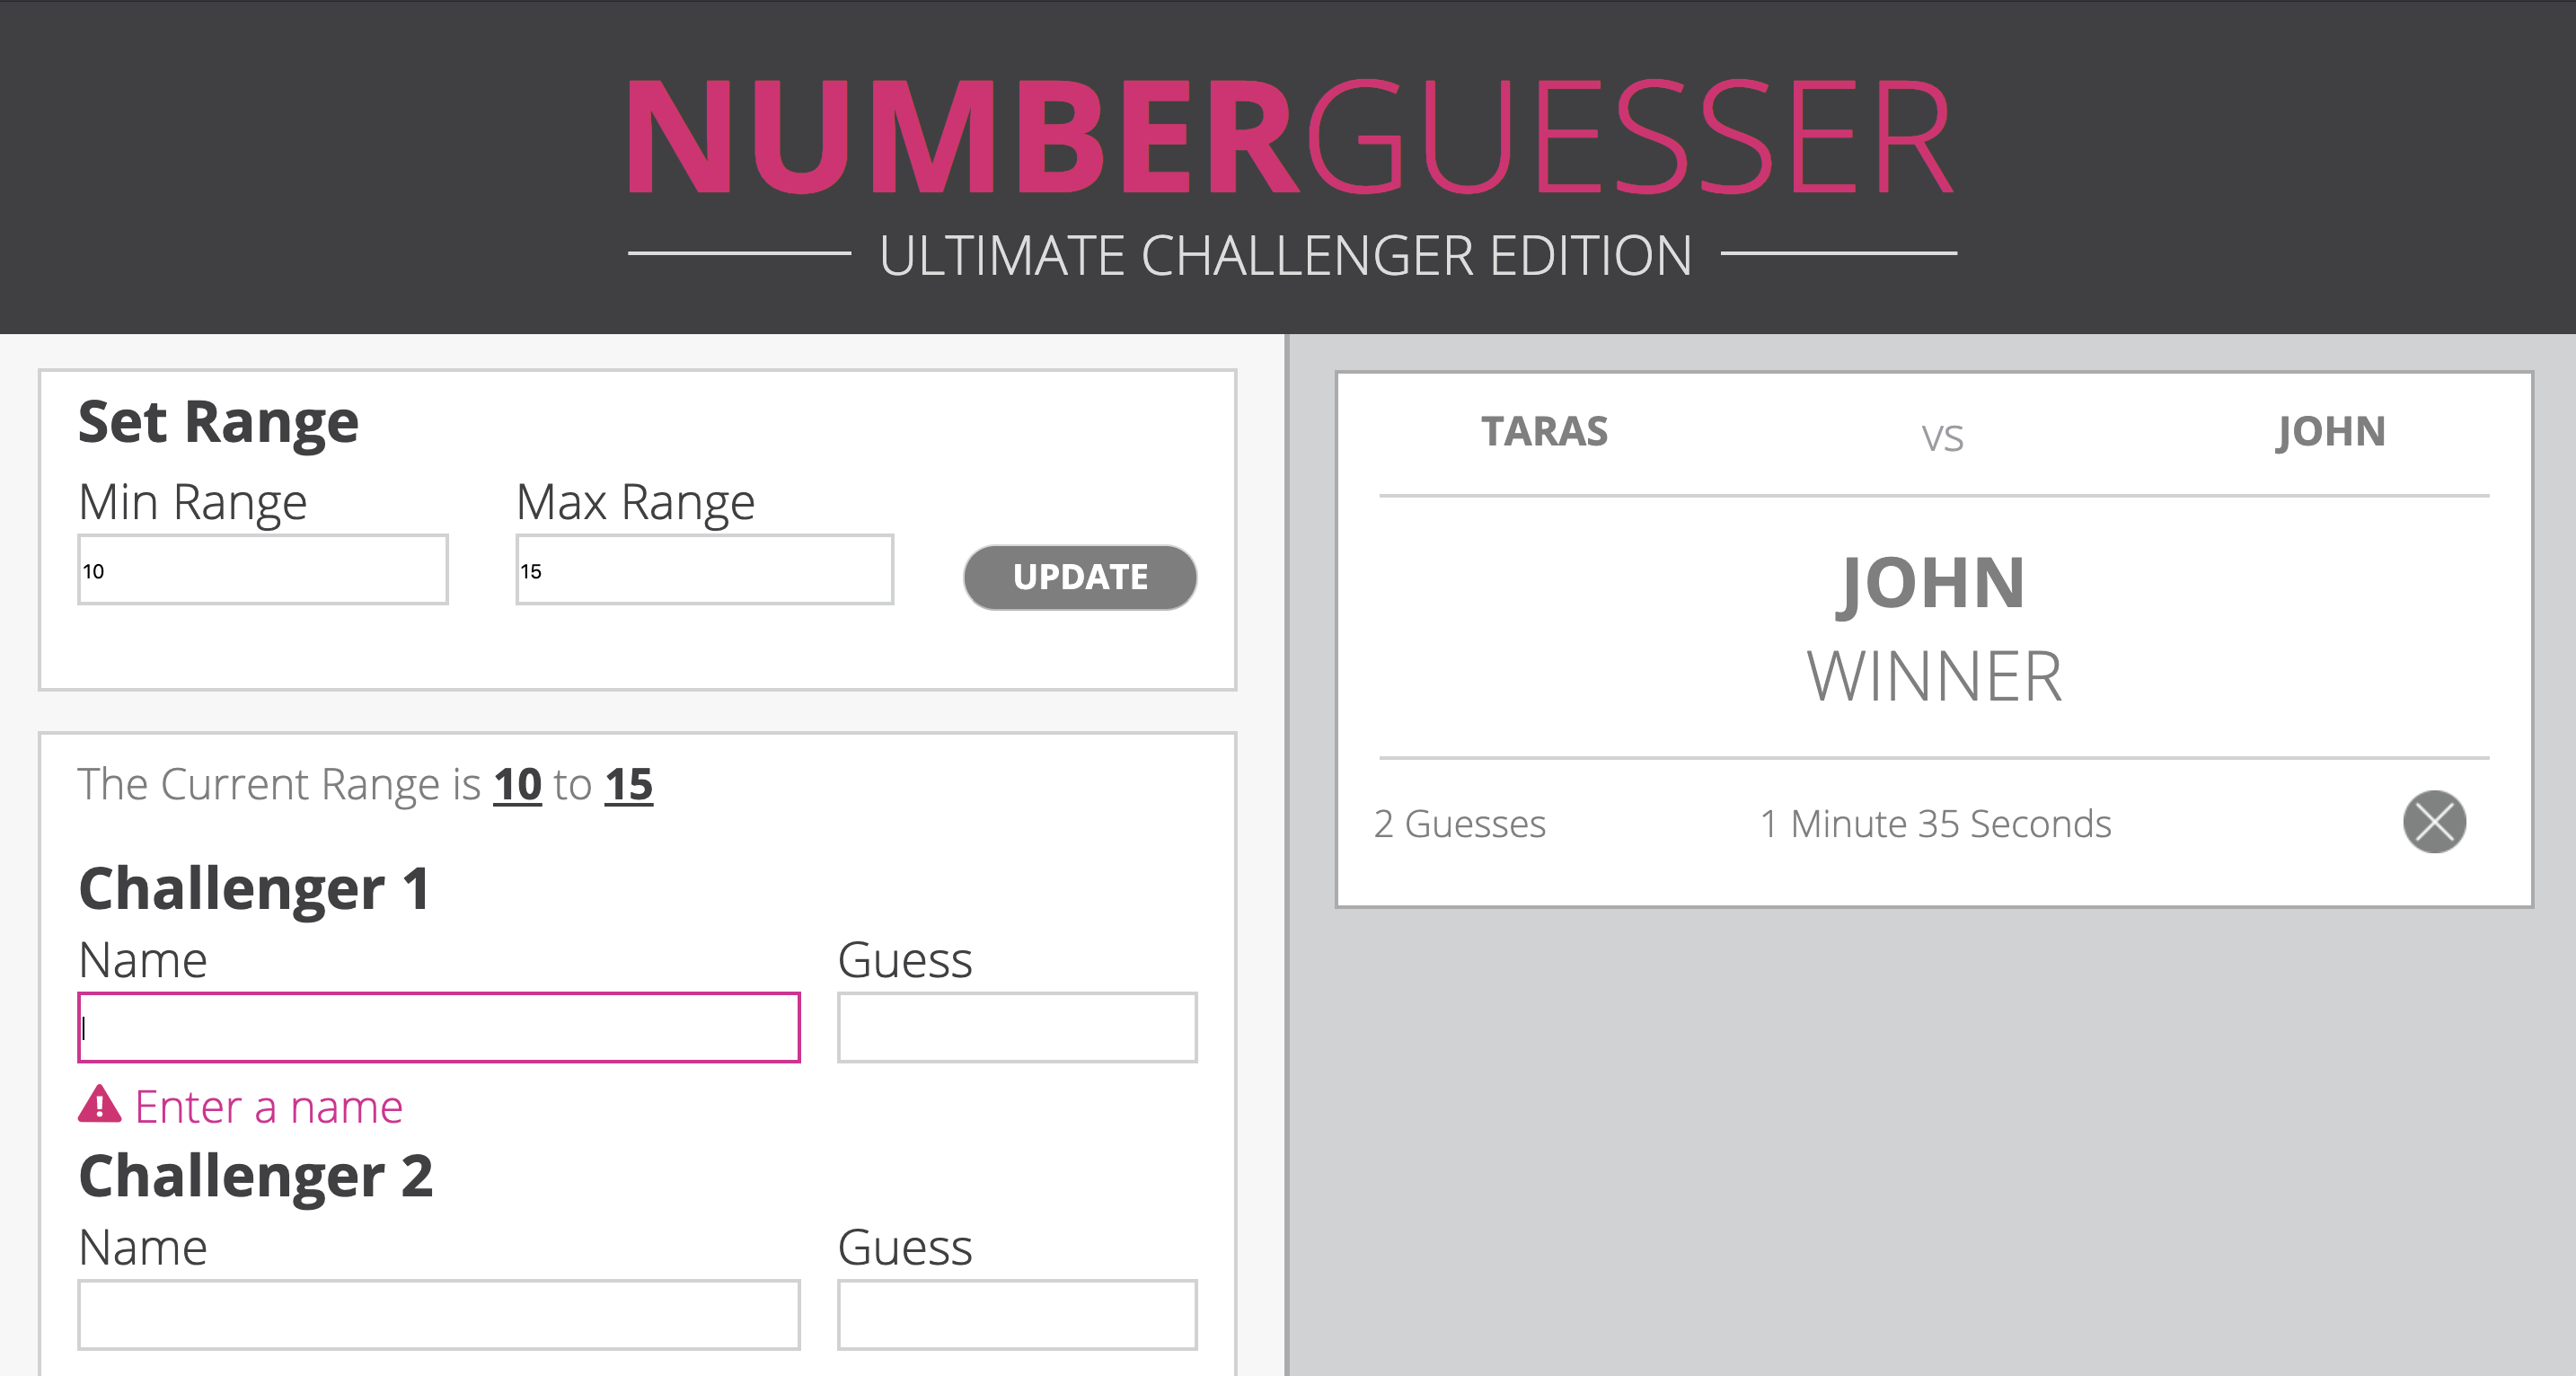 NUMBERGUESSER
ULTIMATE CHALLENGER EDITION
Set Range
Min Range Max Range
10 15 UPDATE
The Current Range is 10 to 15
Challenger 1
Name Guess
Enter a name
Challenger 2
Name Guess
TARAS VS JOHN
JOHN
WINNER
2 Guesses 1 Minute 35 Seconds